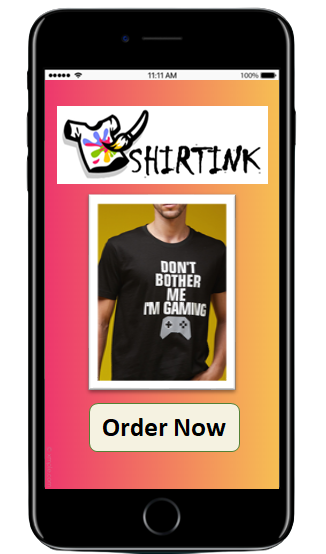 11:11 AM
100%
SHIRTINK
DON'T
BOTHER
ME
I'M GAMING
Order Now